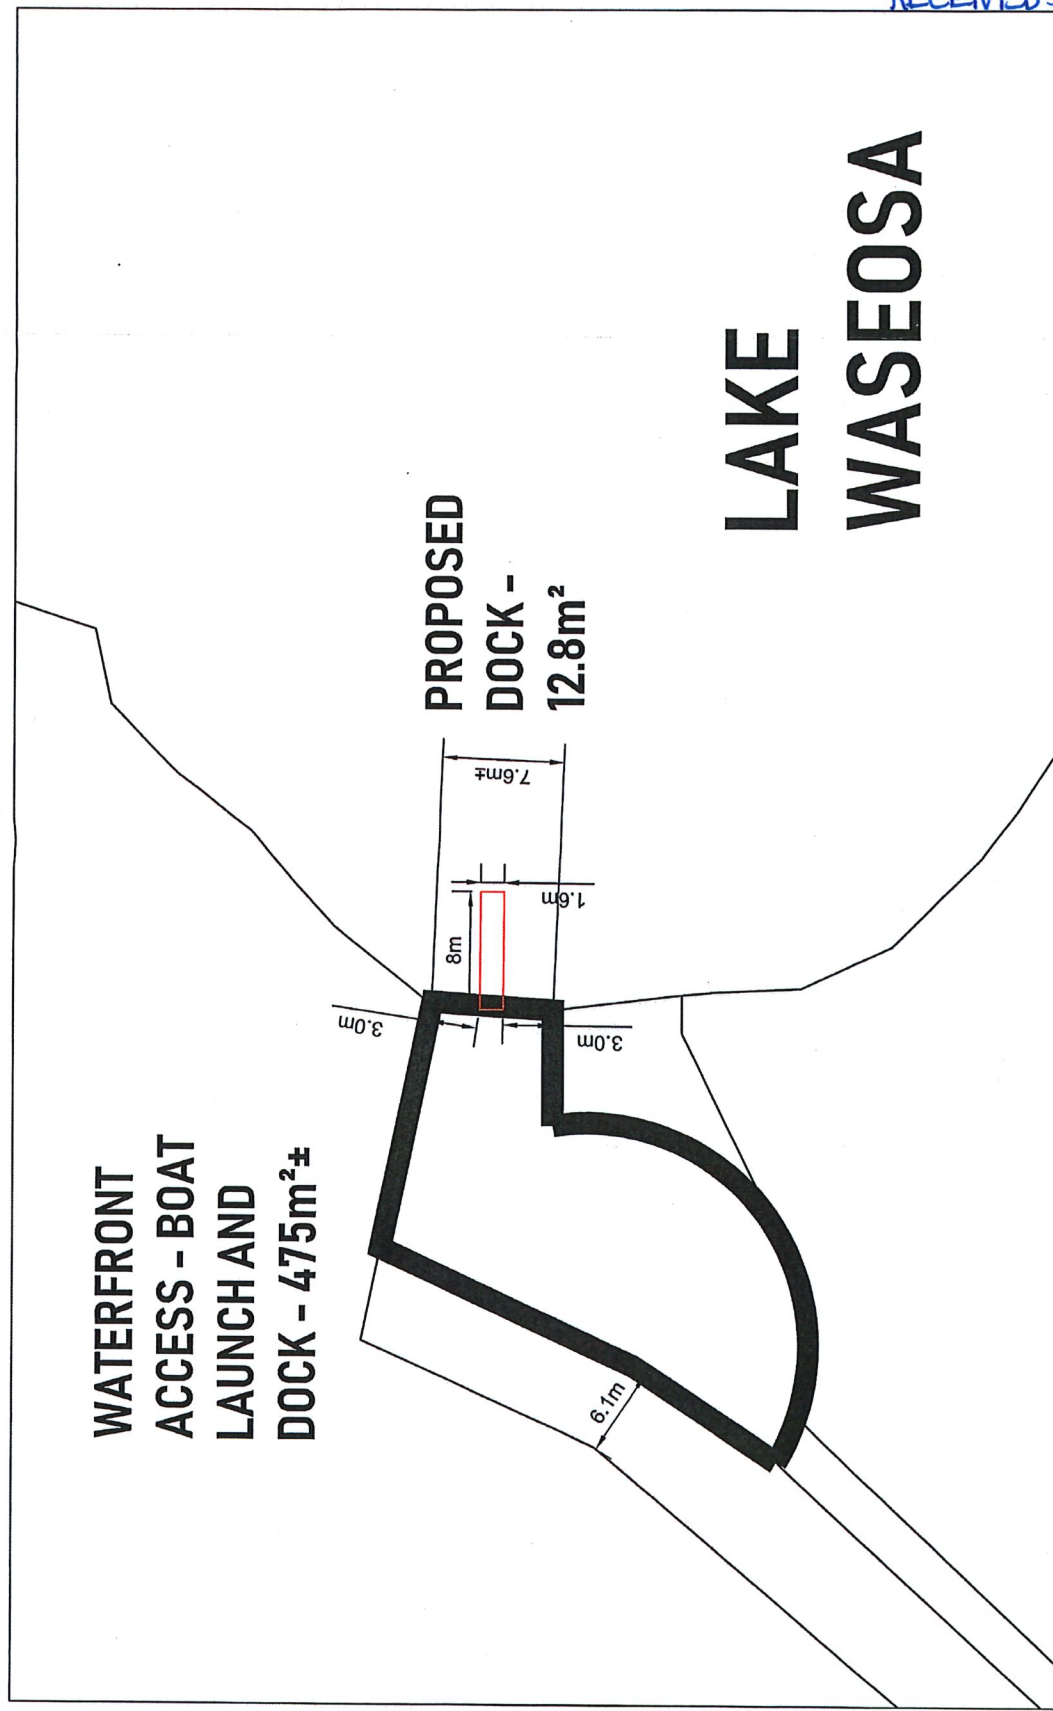 WATERFRONT
ACCESS - BOAT
LAUNCH AND
DOCK - 475m²±
PROPOSED
DOCK -
12.8m²
LAKE
WASEOSA
3.0m
8m
7.6m±
1.6m
3.0m
6.1m